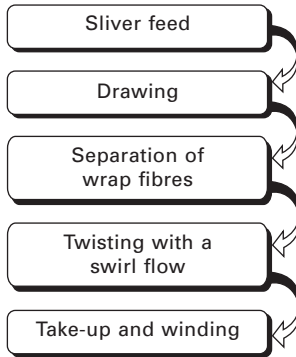 Sliver feed
Drawing
Separation of
wrap fibres
Twisting with a
swirl flow
Take-up and winding